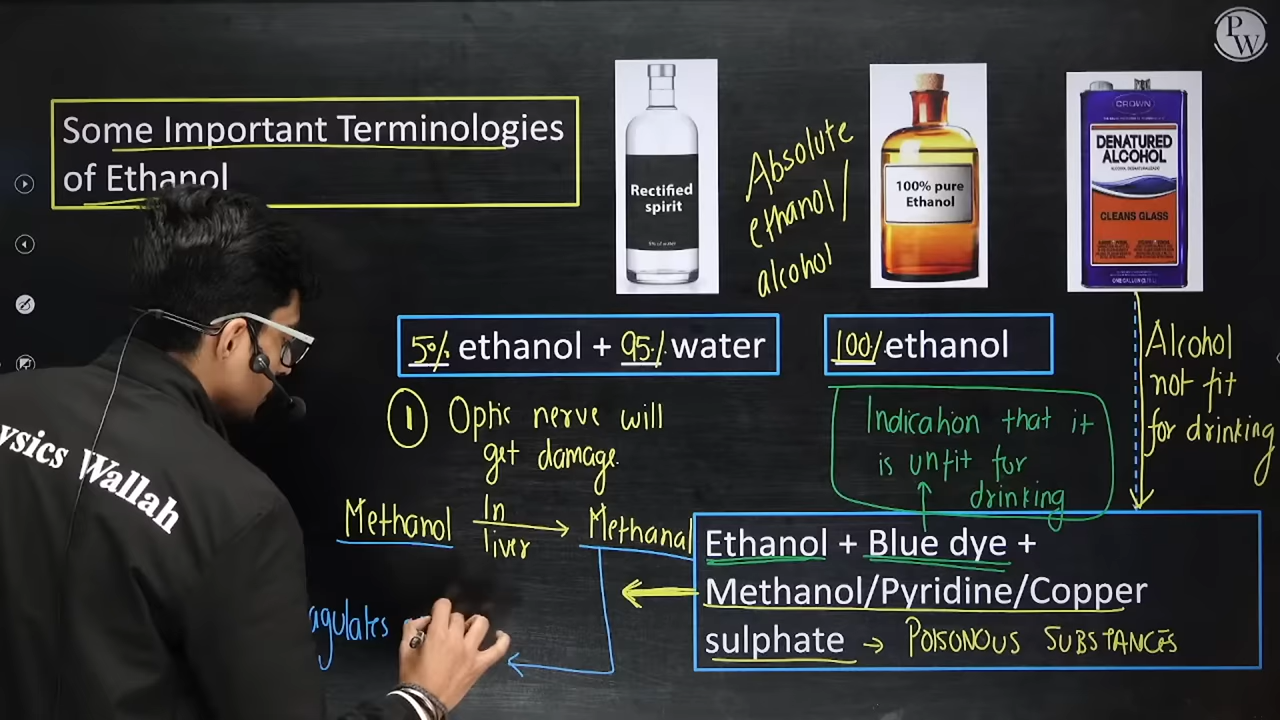 PW
Some Important Terminologies
of Ethanol
Rectified
spirit
Absolute
ethanol/
alcohol
100% pure
Ethanol
CROWN
DENATURED
ALCOHOL
CLEANS GLASS
5% ethanol + 95% water
100% ethanol
Alcohol
not fit
for drinking
① Optic nerve will
get damage.
Indication that it
is unfit for
drinking
Methanol In liver → Methanal
Ethanol + Blue dye +
Methanol/Pyridine/Copper
sulphate → POISONOUS SUBSTANCES
agulates
ysics Wallah